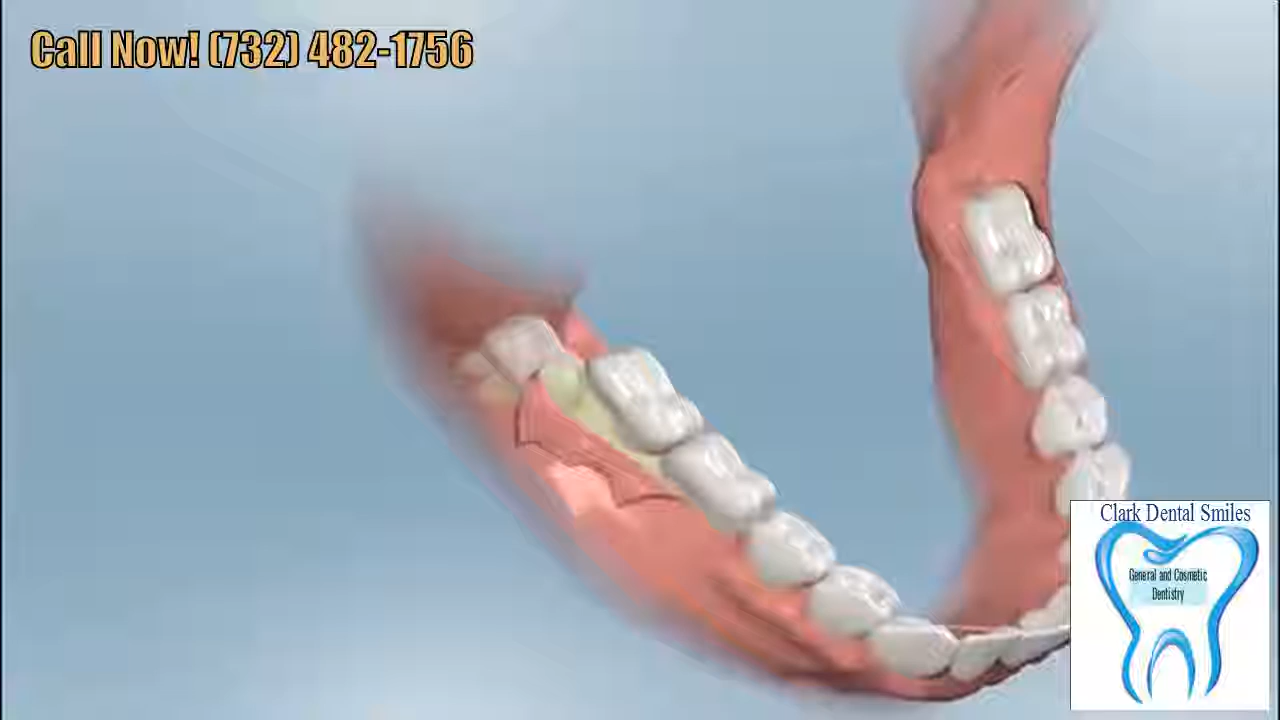 Call Now! (732) 482-1756
Clark Dental Smiles
General and Cosmetic
Dentistry